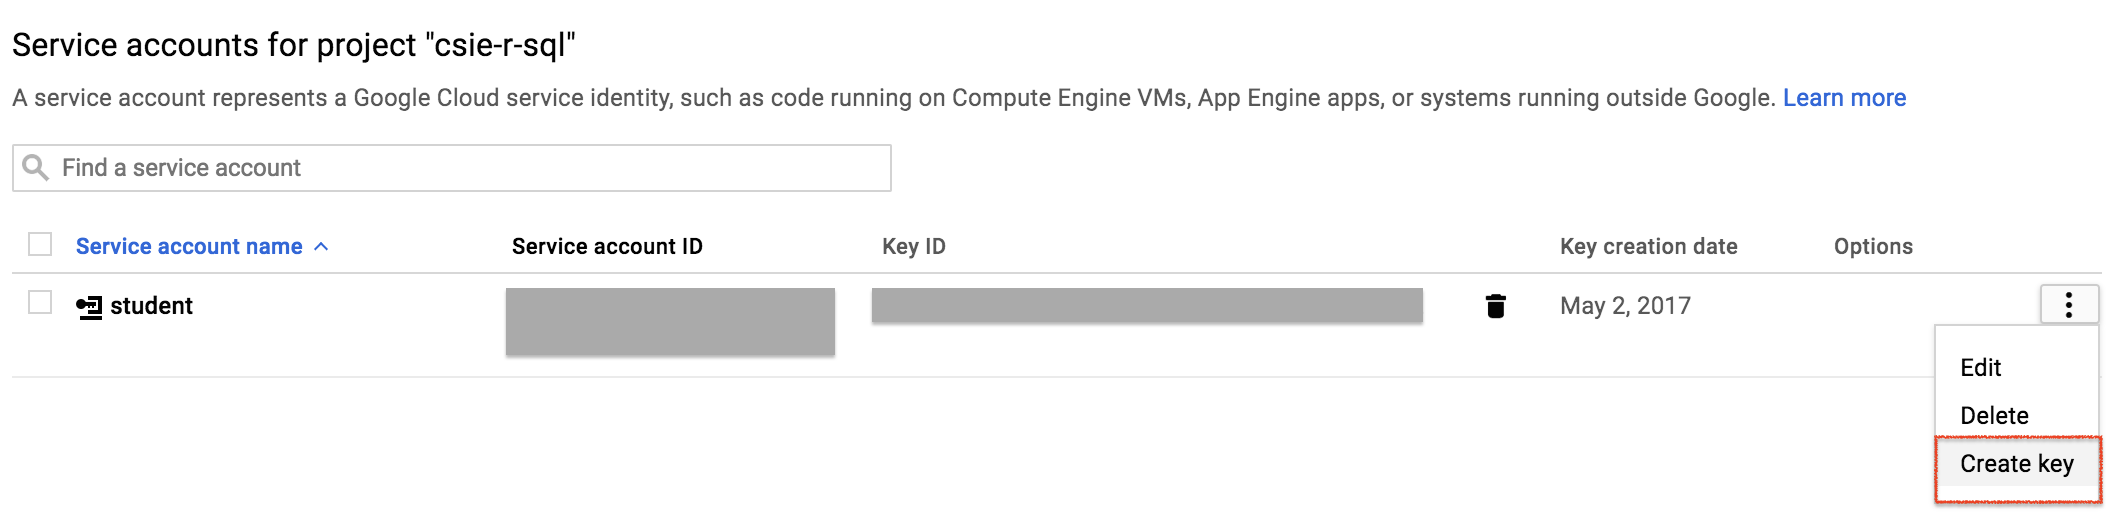 Service accounts for project "csie-r-sql"
A service account represents a Google Cloud service identity, such as code running on Compute Engine VMs, App Engine apps, or systems running outside Google. Learn more
Find a service account
Service account name Service account ID Key ID Key creation date Options
student May 2, 2017
Edit
Delete
Create key